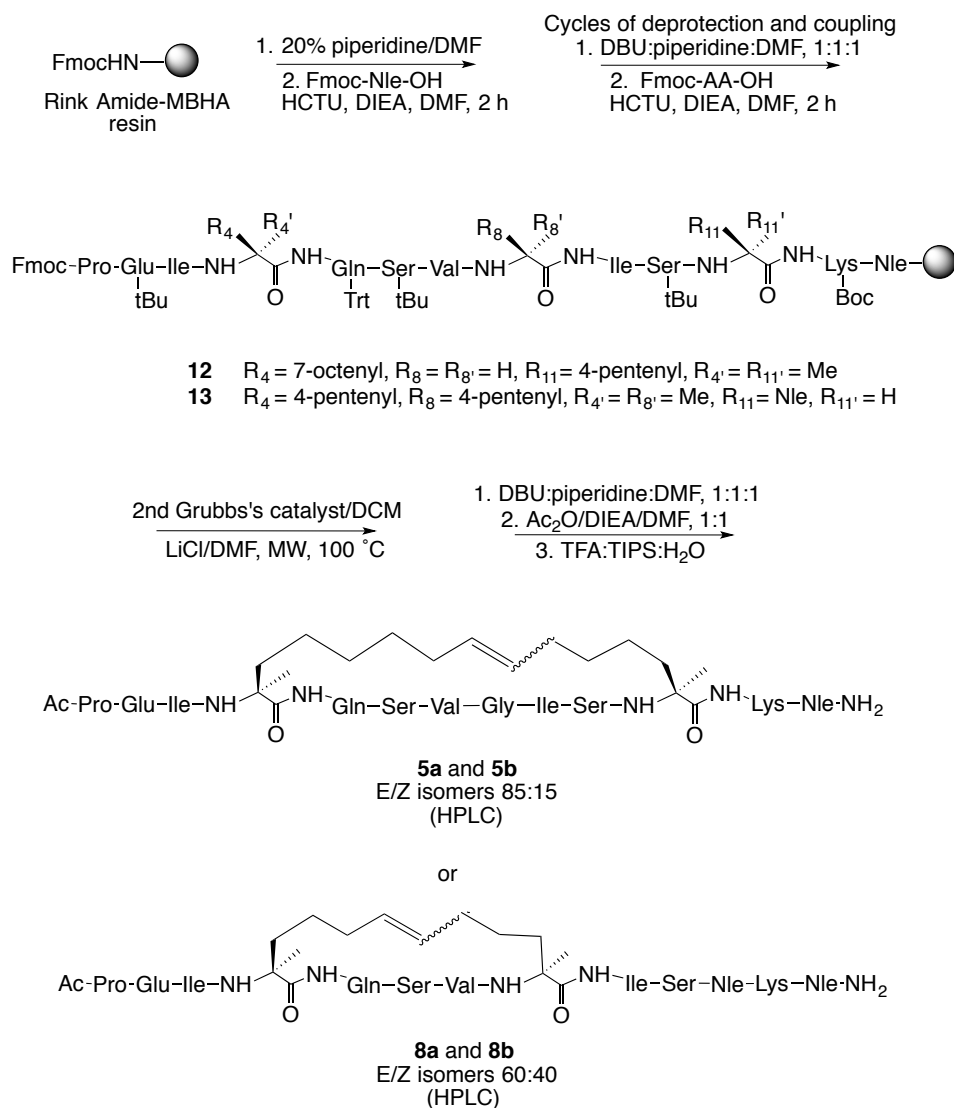 FmocHN
Rink Amide-MBHA
resin
1. 20% piperidine/DMF
2. Fmoc-Nle-OH
HCTU, DIEA, DMF, 2 h
Cycles of deprotection and coupling
1. DBU:piperidine:DMF, 1:1:1
2. Fmoc-AA-OH
HCTU, DIEA, DMF, 2 h
R4 R4' R8 R8' R11 R11'
Fmoc-Pro-Glu-Ile-NH NH Gln-Ser-Val-NH NH Ile-Ser-NH NH Lys-Nle
tBu O Trt tBu O tBu O Boc
12 R4 = 7-octenyl, R8 = R8' = H, R11 = 4-pentenyl, R4' = R11' = Me
13 R4 = 4-pentenyl, R8 = 4-pentenyl, R4' = R8' = Me, R11 = Nle, R11' = H
2nd Grubbs's catalyst/DCM
LiCl/DMF, MW, 100 ˚C
1. DBU:piperidine:DMF, 1:1:1
2. Ac2O/DIEA/DMF, 1:1
3. TFA:TIPS:H2O
Ac-Pro-Glu-Ile-NH NH Gln-Ser-Val-Gly-Ile-Ser-NH NH Lys-Nle-NH2
O O
5a and 5b
E/Z isomers 85:15
(HPLC)
or
Ac-Pro-Glu-Ile-NH NH Gln-Ser-Val-NH NH Ile-Ser-Nle-Lys-Nle-NH2
O O
8a and 8b
E/Z isomers 60:40
(HPLC)